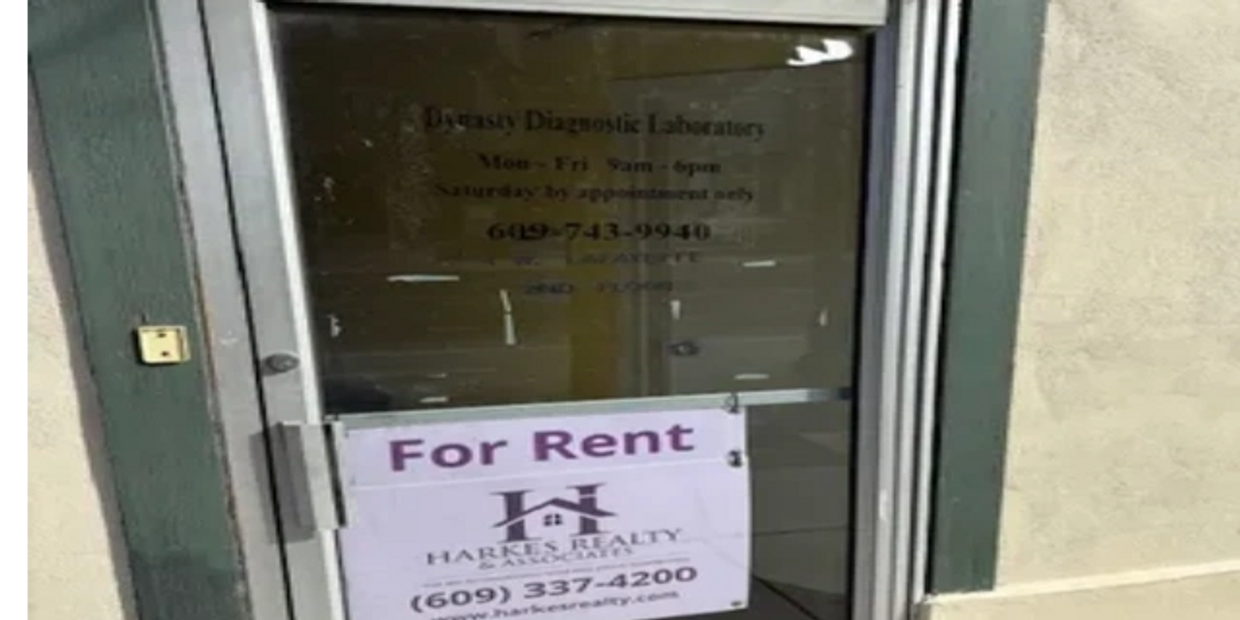 Dynasty Diagnostic Laboratory
Mon - Fri 9am - 6pm
Saturday by appointment only
609-743-9940
W. LAFAYETTE
2ND FLOOR
For Rent
HARKES REALTY
& ASSOCIATES
(609) 337-4200
www.harkesrealty.com